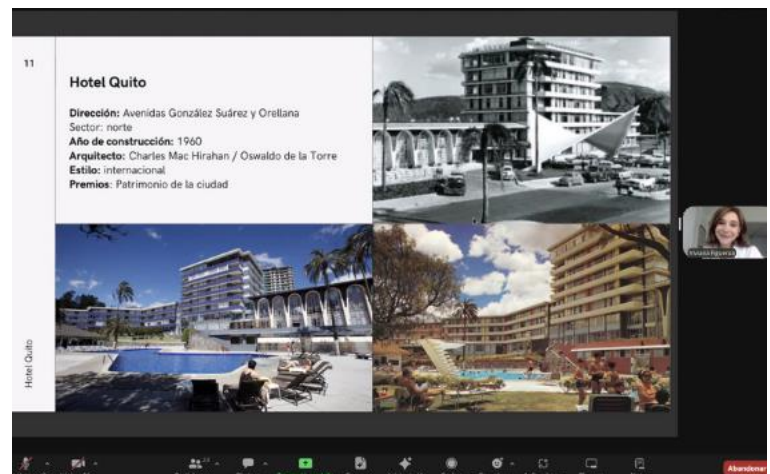 11
Hotel Quito
Dirección: Avenidas González Suárez y Orellana
Sector: norte
Año de construcción: 1960
Arquitecto: Charles Mac Hirahan / Oswaldo de la Torre
Estilo: internacional
Premios: Patrimonio de la ciudad
Hotel Quito
Figueroa
Abandonar